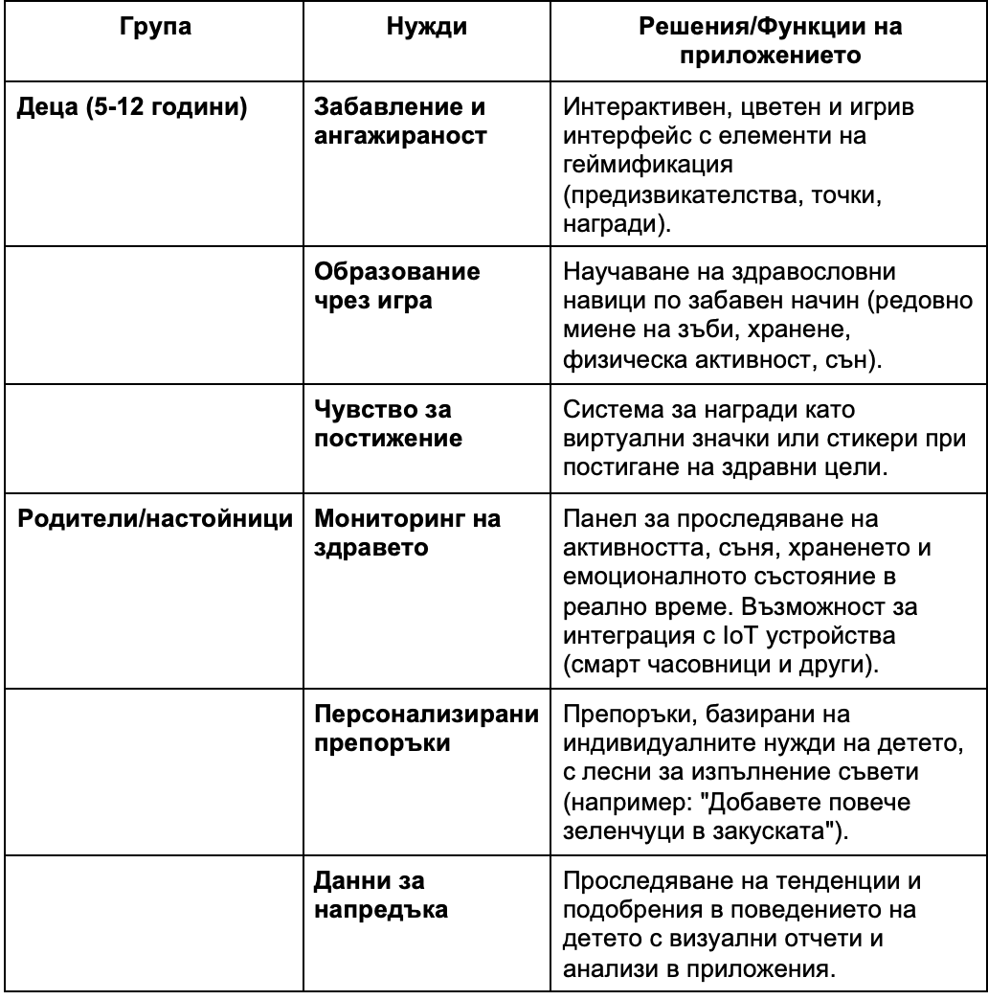 Група
Нужди
Решения/Функции на
приложението
Деца (5-12 години)
Забавление и
ангажираност
Интерактивен, цветен и игрив
интерфейс с елементи на
геймификация
(предизвикателства, точки,
награди).
Образование
чрез игра
Научаване на здравословни
навици по забавен начин (редовно
миене на зъби, хранене,
физическа активност, сън).
Чувство за
постижение
Система за награди като
виртуални значки или стикери при
постигане на здравни цели.
Родители/настойници
Мониторинг на
здравето
Панел за проследяване на
активността, съня, храненето и
емоционалното състояние в
реално време. Възможност за
интеграция с IoT устройства
(смарт часовници и други).
Персонализирани
препоръки
Препоръки, базирани на
индивидуалните нужди на детето,
с лесни за изпълнение съвети
(например: "Добавете повече
зеленчуци в закуската").
Данни за
напредъка
Проследяване на тенденции и
подобрения в поведението на
детето с визуални отчети и
анализи в приложения.